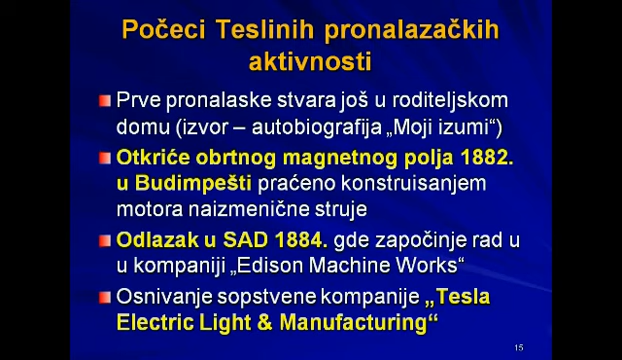 Počeci Teslinih pronalazačkih
aktivnosti
Prve pronalaske stvara još u roditeljskom
domu (izvor – autobiografija „Moji izumi“)
Otkriće obrtnog magnetnog polja 1882.
u Budimpešti praćeno konstruisanjem
motora naizmenične struje
Odlazak u SAD 1884. gde započinje rad u
u kompaniji „Edison Machine Works“
Osnivanje sopstvene kompanije „Tesla
Electric Light & Manufacturing“
15